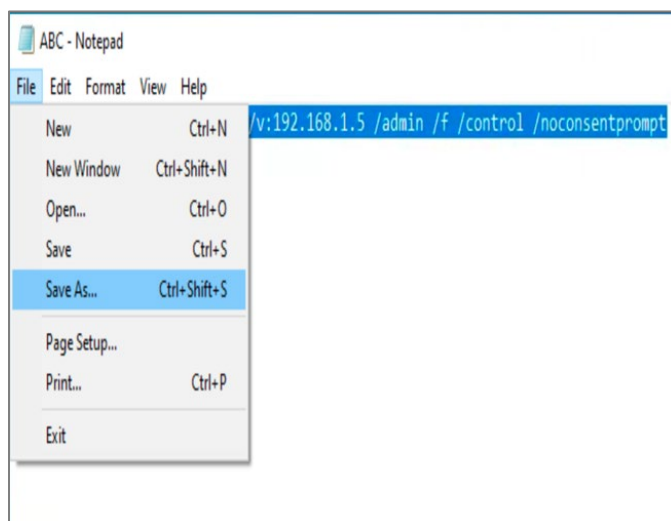 ABC - Notepad
File Edit Format View Help
/v:192.168.1.5 /admin /f /control /noconsentprompt
New Ctrl+N
New Window Ctrl+Shift+N
Open... Ctrl+O
Save Ctrl+S
Save As... Ctrl+Shift+S
Page Setup...
Print... Ctrl+P
Exit